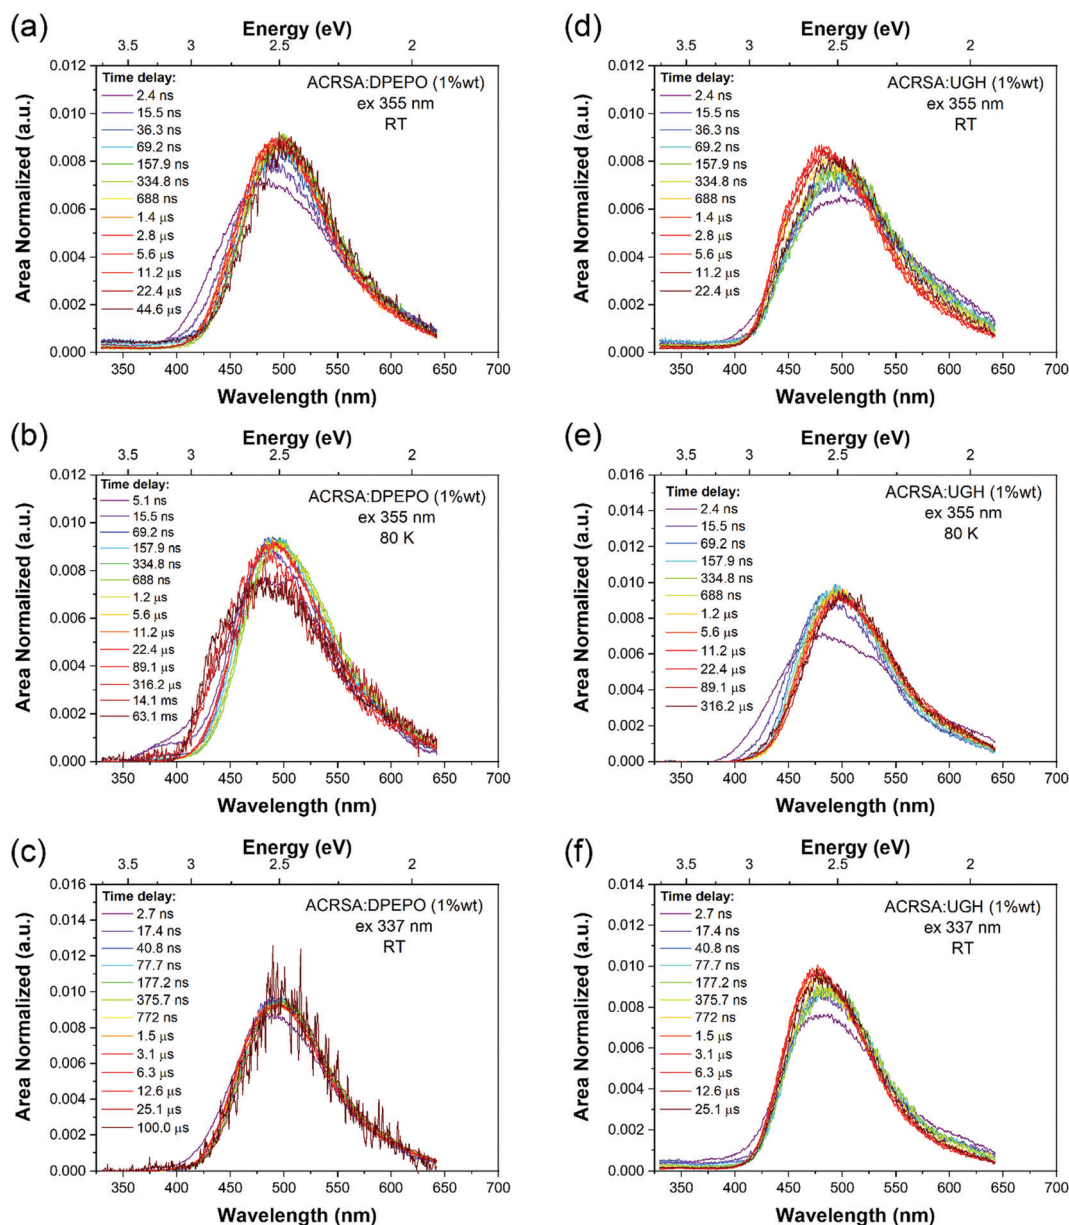 (a)
Energy (eV)
3.5 3 2.5 2
0.012
0.010
0.008
0.006
0.004
0.002
0.000
Area Normalized (a.u.)
Time delay:
2.4 ns
15.5 ns
36.3 ns
69.2 ns
157.9 ns
334.8 ns
688 ns
1.4 μs
2.8 μs
5.6 μs
11.2 μs
22.4 μs
44.6 μs
ACRSA:DPEPO (1%wt)
ex 355 nm
RT
350 400 450 500 550 600 650 700
Wavelength (nm)
(d)
Energy (eV)
3.5 3 2.5 2
0.012
0.010
0.008
0.006
0.004
0.002
0.000
Area Normalized (a.u.)
Time delay:
2.4 ns
15.5 ns
36.3 ns
69.2 ns
157.9 ns
334.8 ns
688 ns
1.4 μs
2.8 μs
5.6 μs
11.2 μs
22.4 μs
ACRSA:UGH (1%wt)
ex 355 nm
RT
350 400 450 500 550 600 650 700
Wavelength (nm)
(b)
Energy (eV)
3.5 3 2.5 2
0.012
0.010
0.008
0.006
0.004
0.002
0.000
Area Normalized (a.u.)
Time delay:
5.1 ns
15.5 ns
69.2 ns
157.9 ns
334.8 ns
688 ns
1.2 μs
5.6 μs
11.2 μs
22.4 μs
89.1 μs
316.2 μs
14.1 ms
63.1 ms
ACRSA:DPEPO (1%wt)
ex 355 nm
80 K
350 400 450 500 550 600 650 700
Wavelength (nm)
(e)
Energy (eV)
3.5 3 2.5 2
0.016
0.014
0.012
0.010
0.008
0.006
0.004
0.002
0.000
Area Normalized (a.u.)
Time delay:
2.4 ns
15.5 ns
69.2 ns
157.9 ns
334.8 ns
688 ns
1.2 μs
5.6 μs
11.2 μs
22.4 μs
89.1 μs
316.2 μs
ACRSA:UGH (1%wt)
ex 355 nm
80 K
350 400 450 500 550 600 650 700
Wavelength (nm)
(c)
Energy (eV)
3.5 3 2.5 2
0.016
0.014
0.012
0.010
0.008
0.006
0.004
0.002
0.000
Area Normalized (a.u.)
Time delay:
2.7 ns
17.4 ns
40.8 ns
77.7 ns
177.2 ns
375.7 ns
772 ns
1.5 μs
3.1 μs
6.3 μs
12.6 μs
25.1 μs
100.0 μs
ACRSA:DPEPO (1%wt)
ex 337 nm
RT
350 400 450 500 550 600 650 700
Wavelength (nm)
(f)
Energy (eV)
3.5 3 2.5 2
0.014
0.012
0.010
0.008
0.006
0.004
0.002
0.000
Area Normalized (a.u.)
Time delay:
2.7 ns
17.4 ns
40.8 ns
77.7 ns
177.2 ns
375.7 ns
772 ns
1.5 μs
3.1 μs
6.3 μs
12.6 μs
25.1 μs
ACRSA:UGH (1%wt)
ex 337 nm
RT
350 400 450 500 550 600 650 700
Wavelength (nm)